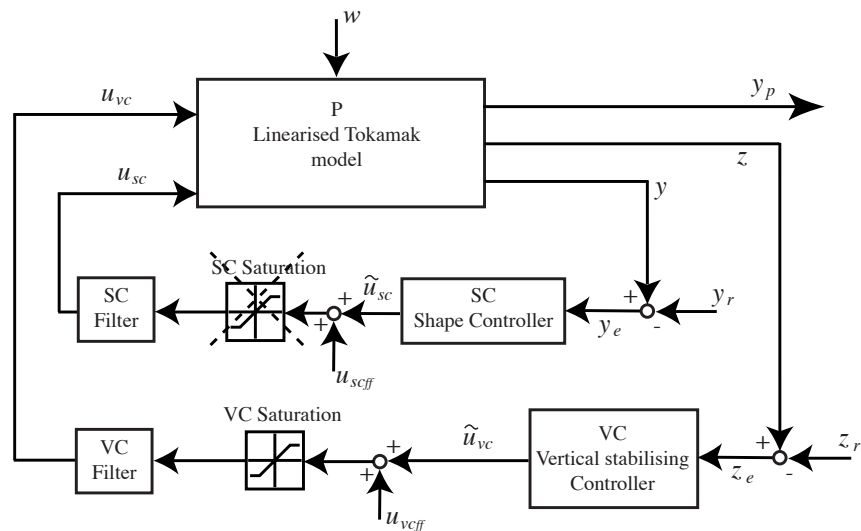 w
u_vc
P
Linearised Tokamak
model
y_p
z
u_sc
y
SC Saturation
SC
Filter
ũ_sc
+
+
SC
Shape Controller
y_e
+
-
y_r
u_scff
VC Saturation
VC
Filter
ũ_vc
+
+
VC
Vertical stabilising
Controller
z_e
+
-
z_r
u_vcff